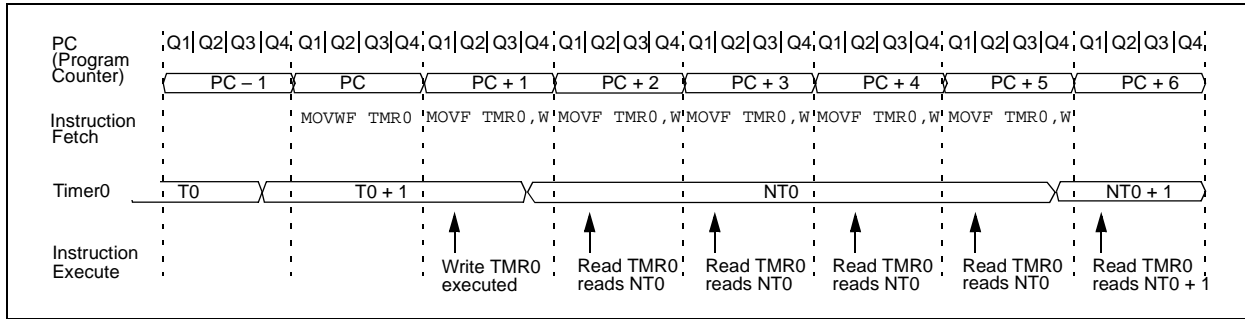 PC
(Program
Counter)
Q1 Q2 Q3 Q4 Q1 Q2 Q3 Q4 Q1 Q2 Q3 Q4 Q1 Q2 Q3 Q4 Q1 Q2 Q3 Q4 Q1 Q2 Q3 Q4 Q1 Q2 Q3 Q4 Q1 Q2 Q3 Q4
PC – 1 PC PC + 1 PC + 2 PC + 3 PC + 4 PC + 5 PC + 6
Instruction
Fetch
MOVWF TMR0 MOVF TMR0,W MOVF TMR0,W MOVF TMR0,W MOVF TMR0,W MOVF TMR0,W
Timer0 T0 T0 + 1 NT0 NT0 + 1
Instruction
Execute
Write TMR0
executed
Read TMR0
reads NT0
Read TMR0
reads NT0
Read TMR0
reads NT0
Read TMR0
reads NT0
Read TMR0
reads NT0 + 1